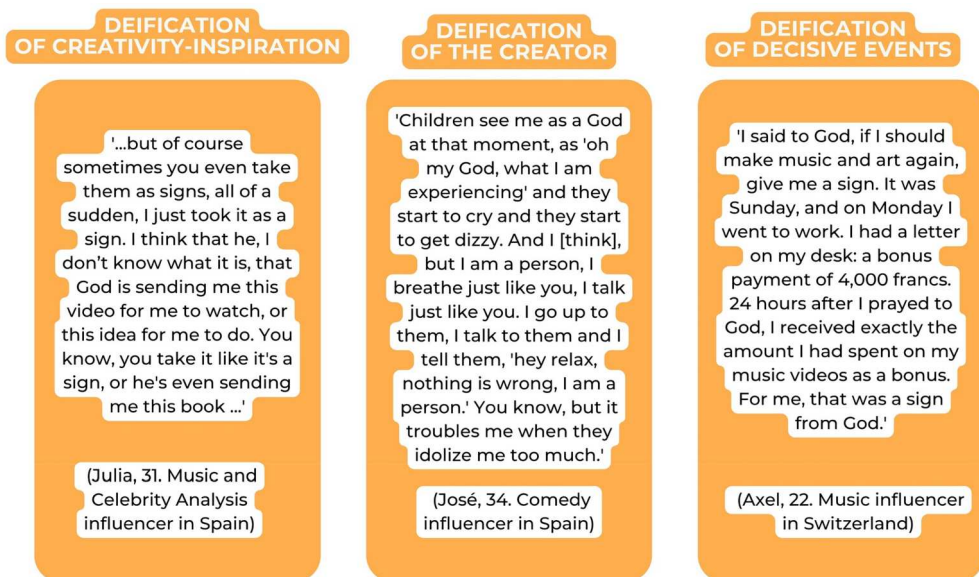 DEIFICATION
OF CREATIVITY-INSPIRATION
'...but of course
sometimes you even take
them as signs, all of a
sudden, I just took it as a
sign. I think that he, I
don’t know what it is, that
God is sending me this
video for me to watch, or
this idea for me to do. You
know, you take it like it's a
sign, or he's even sending
me this book ...'
(Julia, 31. Music and
Celebrity Analysis
influencer in Spain)
DEIFICATION
OF THE CREATOR
'Children see me as a God
at that moment, as 'oh
my God, what I am
experiencing' and they
start to cry and they start
to get dizzy. And I [think],
but I am a person, I
breathe just like you, I talk
just like you. I go up to
them, I talk to them and I
tell them, 'hey relax,
nothing is wrong, I am a
person.' You know, but it
troubles me when they
idolize me too much.'
(José, 34. Comedy
influencer in Spain)
DEIFICATION
OF DECISIVE EVENTS
'I said to God, if I should
make music and art again,
give me a sign. It was
Sunday, and on Monday I
went to work. I had a letter
on my desk: a bonus
payment of 4,000 francs.
24 hours after I prayed to
God, I received exactly the
amount I had spent on my
music videos as a bonus.
For me, that was a sign
from God.'
(Axel, 22. Music influencer
in Switzerland)